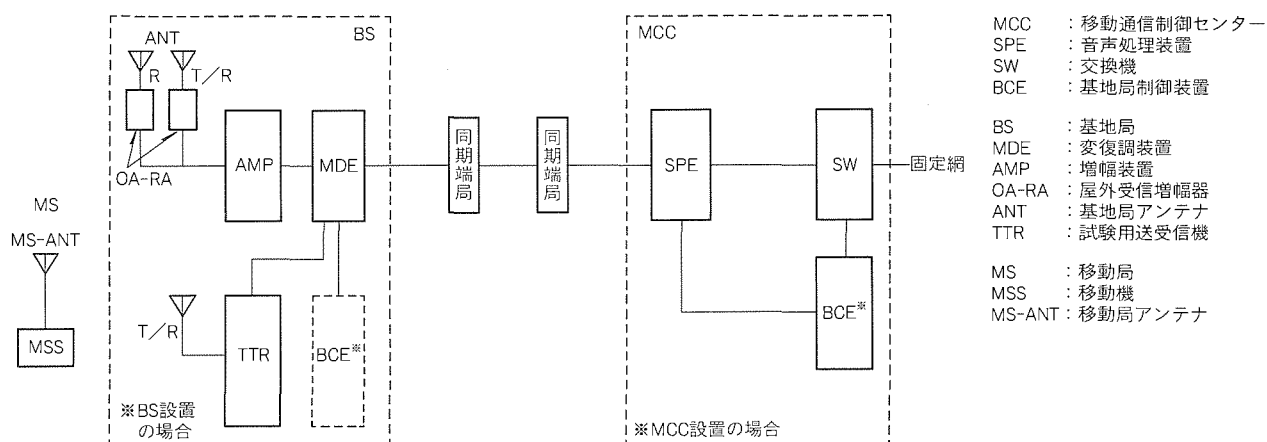 BS
ANT
R
T/R
OA-RA
AMP
MDE
TTR
T/R
BCE※
※BS設置
の場合
MS
MS-ANT
MSS
同期端局
同期端局
MCC
SPE
SW
固定網
BCE※
※MCC設置の場合
MCC :移動通信制御センター
SPE :音声処理装置
SW :交換機
BCE :基地局制御装置
BS :基地局
MDE :変復調装置
AMP :増幅装置
OA-RA :屋外受信増幅器
ANT :基地局アンテナ
TTR :試験用送受信機
MS :移動局
MSS :移動機
MS-ANT:移動局アンテナ